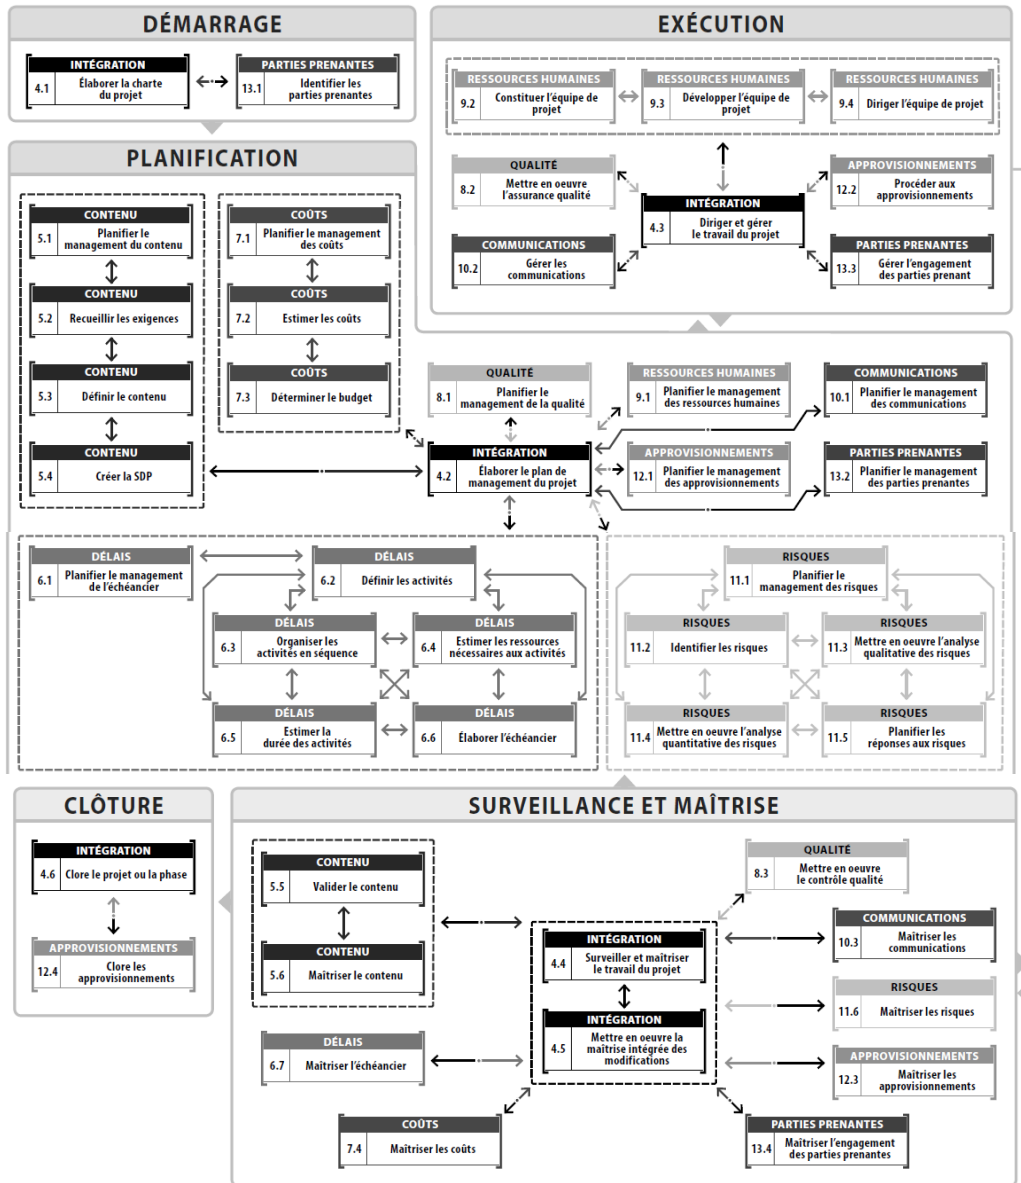 DÉMARRAGE
INTÉGRATION
4.1
Élaborer la charte
du projet
PARTIES PRENANTES
13.1
Identifier les
parties prenantes
EXÉCUTION
RESSOURCES HUMAINES
9.2
Constituer l'équipe de
projet
RESSOURCES HUMAINES
9.3
Développer l'équipe de
projet
RESSOURCES HUMAINES
9.4
Diriger l'équipe de projet
QUALITÉ
8.2
Mettre en oeuvre
l'assurance qualité
APPROVISIONNEMENTS
12.2
Procéder aux
approvisionnements
INTÉGRATION
4.3
Diriger et gérer
le travail du projet
COMMUNICATIONS
10.2
Gérer les
communications
PARTIES PRENANTES
13.3
Gérer l'engagement
des parties prenant
PLANIFICATION
CONTENU
5.1
Planifier le
management du contenu
CONTENU
5.2
Recueillir les exigences
CONTENU
5.3
Définir le contenu
CONTENU
5.4
Créer la SDP
COÛTS
7.1
Planifier le management
des coûts
COÛTS
7.2
Estimer les coûts
COÛTS
7.3
Déterminer le budget
QUALITÉ
8.1
Planifier le
management de la qualité
RESSOURCES HUMAINES
9.1
Planifier le management
des ressources humaines
COMMUNICATIONS
10.1
Planifier le management
des communications
INTÉGRATION
4.2
Élaborer le plan de
management du projet
APPROVISIONNEMENTS
12.1
Planifier le management
des approvisionnements
PARTIES PRENANTES
13.2
Planifier le management
des parties prenantes
DÉLAIS
6.1
Planifier le management
de l'échéancier
DÉLAIS
6.2
Définir les activités
DÉLAIS
6.3
Organiser les
activités en séquence
DÉLAIS
6.4
Estimer les ressources
nécessaires aux activités
DÉLAIS
6.5
Estimer la
durée des activités
DÉLAIS
6.6
Élaborer l'échéancier
RISQUES
11.1
Planifier le
management des risques
RISQUES
11.2
Identifier les risques
RISQUES
11.3
Mettre en oeuvre l'analyse
qualitative des risques
RISQUES
11.4
Mettre en oeuvre l'analyse
quantitative des risques
RISQUES
11.5
Planifier les
réponses aux risques
CLÔTURE
INTÉGRATION
4.6
Clore le projet ou la phase
APPROVISIONNEMENTS
12.4
Clore les
approvisionnements
SURVEILLANCE ET MAÎTRISE
CONTENU
5.5
Valider le contenu
CONTENU
5.6
Maîtriser le contenu
QUALITÉ
8.3
Mettre en oeuvre
le contrôle qualité
INTÉGRATION
4.4
Surveiller et maîtriser
le travail du projet
INTÉGRATION
4.5
Mettre en oeuvre la
maîtrise intégrée des
modifications
COMMUNICATIONS
10.3
Maîtriser les
communications
RISQUES
11.6
Maîtriser les risques
DÉLAIS
6.7
Maîtriser l'échéancier
APPROVISIONNEMENTS
12.3
Maîtriser les
approvisionnements
COÛTS
7.4
Maîtriser les coûts
PARTIES PRENANTES
13.4
Maîtriser l'engagement
des parties prenantes